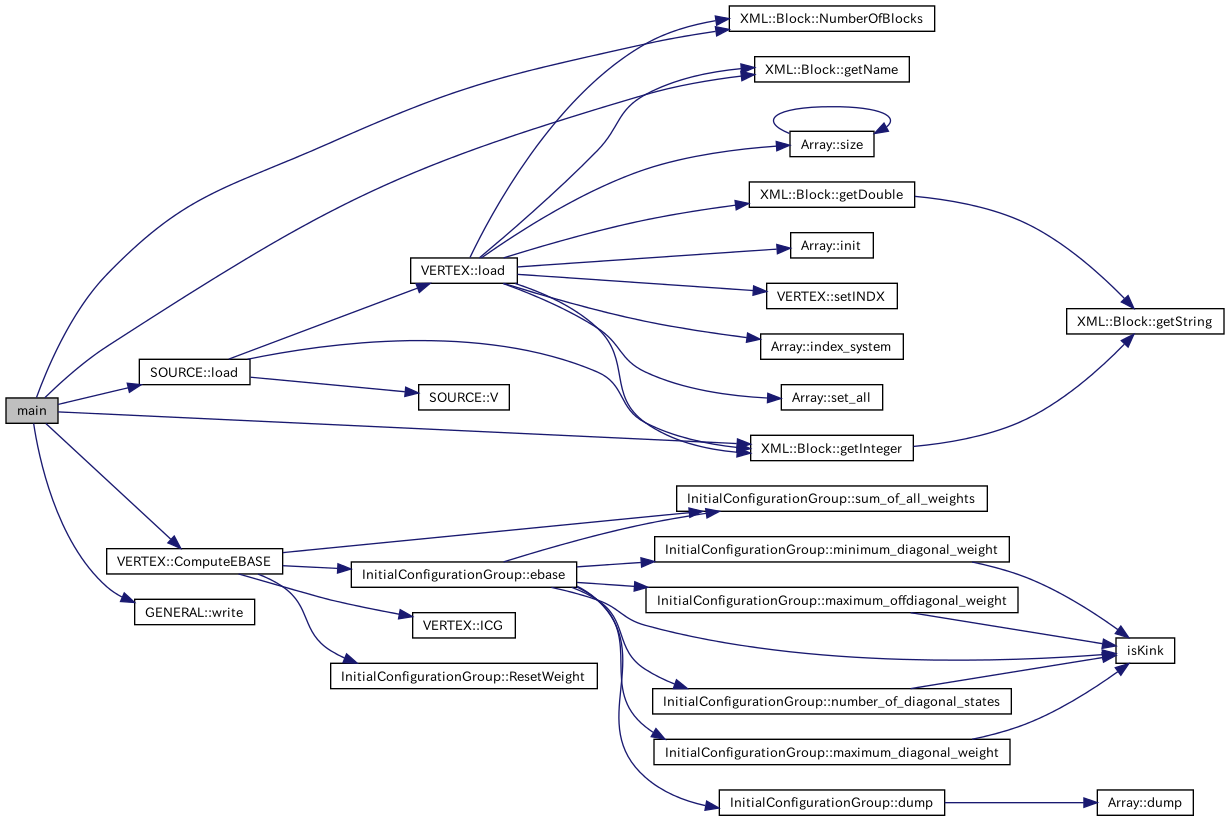 XML::Block::NumberOfBlocks
XML::Block::getName
Array::size
XML::Block::getDouble
Array::init
VERTEX::load
VERTEX::setINDX
XML::Block::getString
Array::index_system
SOURCE::load
SOURCE::V
Array::set_all
main
XML::Block::getInteger
InitialConfigurationGroup::sum_of_all_weights
InitialConfigurationGroup::minimum_diagonal_weight
VERTEX::ComputeEBASE
InitialConfigurationGroup::ebase
InitialConfigurationGroup::maximum_offdiagonal_weight
GENERAL::write
VERTEX::ICG
isKink
InitialConfigurationGroup::ResetWeight
InitialConfigurationGroup::number_of_diagonal_states
InitialConfigurationGroup::maximum_diagonal_weight
InitialConfigurationGroup::dump
Array::dump